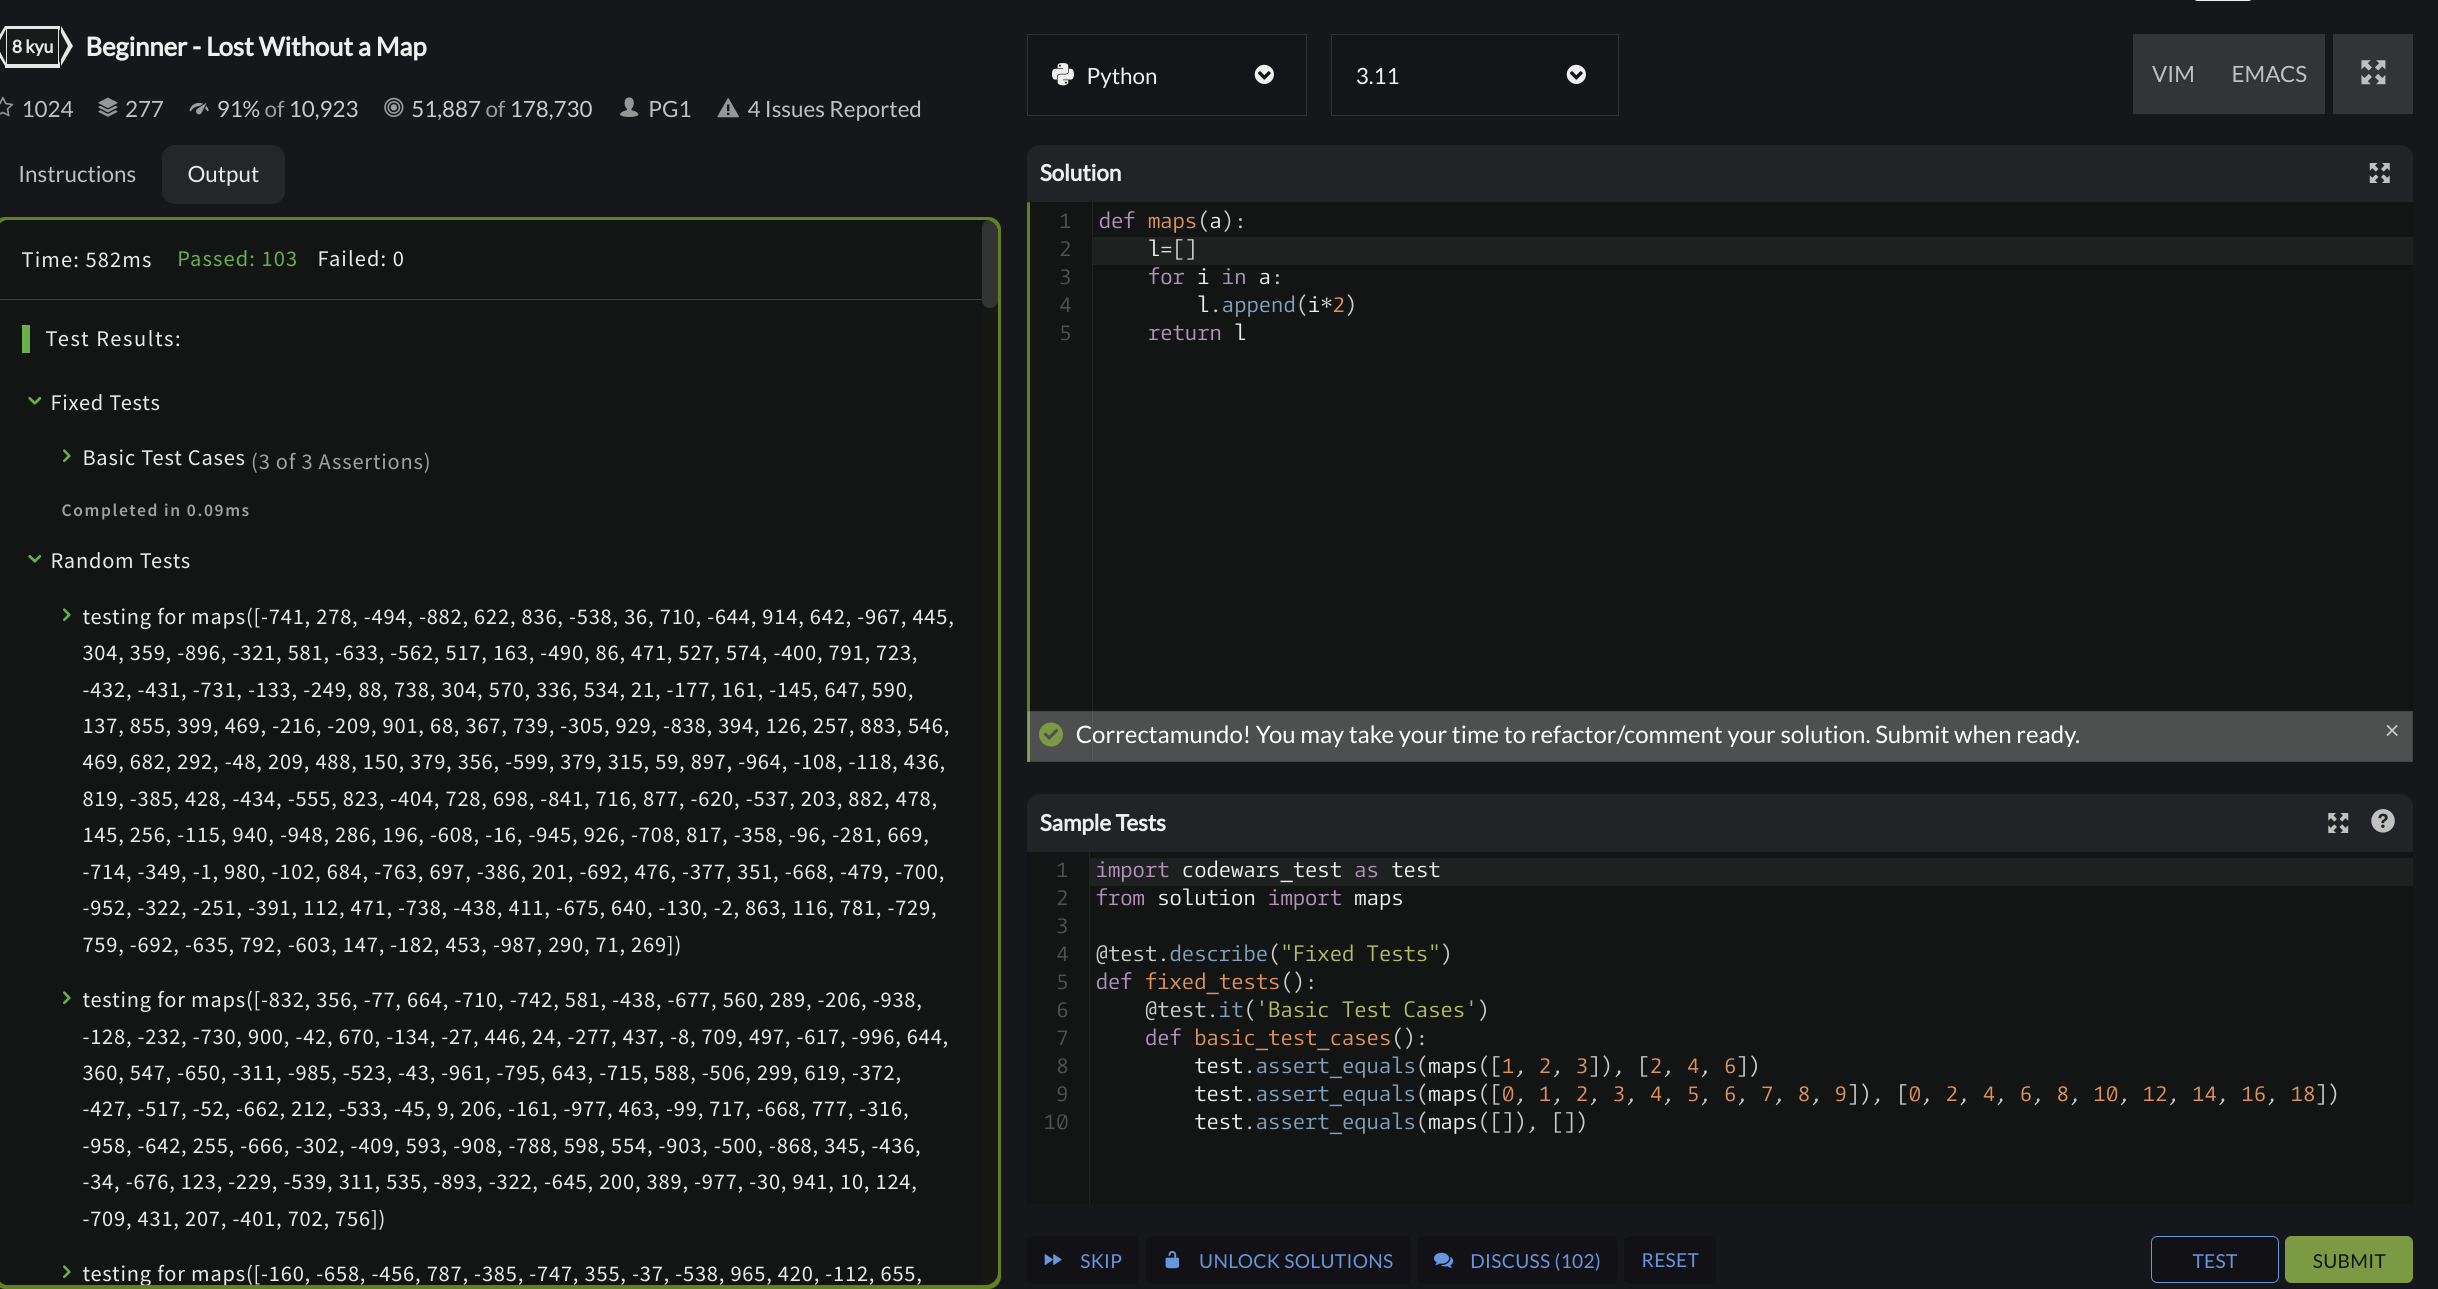 8 kyu Beginner - Lost Without a Map
1024 277 91% of 10,923 51,887 of 178,730 PG1 4 Issues Reported
Instructions Output
Time: 582ms Passed: 103 Failed: 0
Test Results:
Fixed Tests
Basic Test Cases (3 of 3 Assertions)
Completed in 0.09ms
Random Tests
testing for maps([-741, 278, -494, -882, 622, 836, -538, 36, 710, -644, 914, 642, -967, 445,
304, 359, -896, -321, 581, -633, -562, 517, 163, -490, 86, 471, 527, 574, -400, 791, 723,
-432, -431, -731, -133, -249, 88, 738, 304, 570, 336, 534, 21, -177, 161, -145, 647, 590,
137, 855, 399, 469, -216, -209, 901, 68, 367, 739, -305, 929, -838, 394, 126, 257, 883, 546,
469, 682, 292, -48, 209, 488, 150, 379, 356, -599, 379, 315, 59, 897, -964, -108, -118, 436,
819, -385, 428, -434, -555, 823, -404, 728, 698, -841, 716, 877, -620, -537, 203, 882, 478,
145, 256, -115, 940, -948, 286, 196, -608, -16, -945, 926, -708, 817, -358, -96, -281, 669,
-714, -349, -1, 980, -102, 684, -763, 697, -386, 201, -692, 476, -377, 351, -668, -479, -700,
-952, -322, -251, -391, 112, 471, -738, -438, 411, -675, 640, -130, -2, 863, 116, 781, -729,
759, -692, -635, 792, -603, 147, -182, 453, -987, 290, 71, 269])
testing for maps([-832, 356, -77, 664, -710, -742, 581, -438, -677, 560, 289, -206, -938,
-128, -232, -730, 900, -42, 670, -134, -27, 446, 24, -277, 437, -8, 709, 497, -617, -996, 644,
360, 547, -650, -311, -985, -523, -43, -961, -795, 643, -715, 588, -506, 299, 619, -372,
-427, -517, -52, -662, 212, -533, -45, 9, 206, -161, -977, 463, -99, 717, -668, 777, -316,
-958, -642, 255, -666, -302, -409, 593, -908, -788, 598, 554, -903, -500, -868, 345, -436,
-34, -676, 123, -229, -539, 311, 535, -893, -322, -645, 200, 389, -977, -30, 941, 10, 124,
-709, 431, 207, -401, 702, 756])
testing for maps([-160, -658, -456, 787, -385, -747, 355, -37, -538, 965, 420, -112, 655,
Python 3.11 VIM EMACS
Solution
1 def maps(a):
2     l=[]
3     for i in a:
4         l.append(i*2)
5     return l
Correctamundo! You may take your time to refactor/comment your solution. Submit when ready. ×
Sample Tests
1 import codewars_test as test
2 from solution import maps
3
4 @test.describe("Fixed Tests")
5 def fixed_tests():
6     @test.it('Basic Test Cases')
7     def basic_test_cases():
8         test.assert_equals(maps([1, 2, 3]), [2, 4, 6])
9         test.assert_equals(maps([0, 1, 2, 3, 4, 5, 6, 7, 8, 9]), [0, 2, 4, 6, 8, 10, 12, 14, 16, 18])
10         test.assert_equals(maps([]), [])
SKIP UNLOCK SOLUTIONS DISCUSS (102) RESET TEST SUBMIT